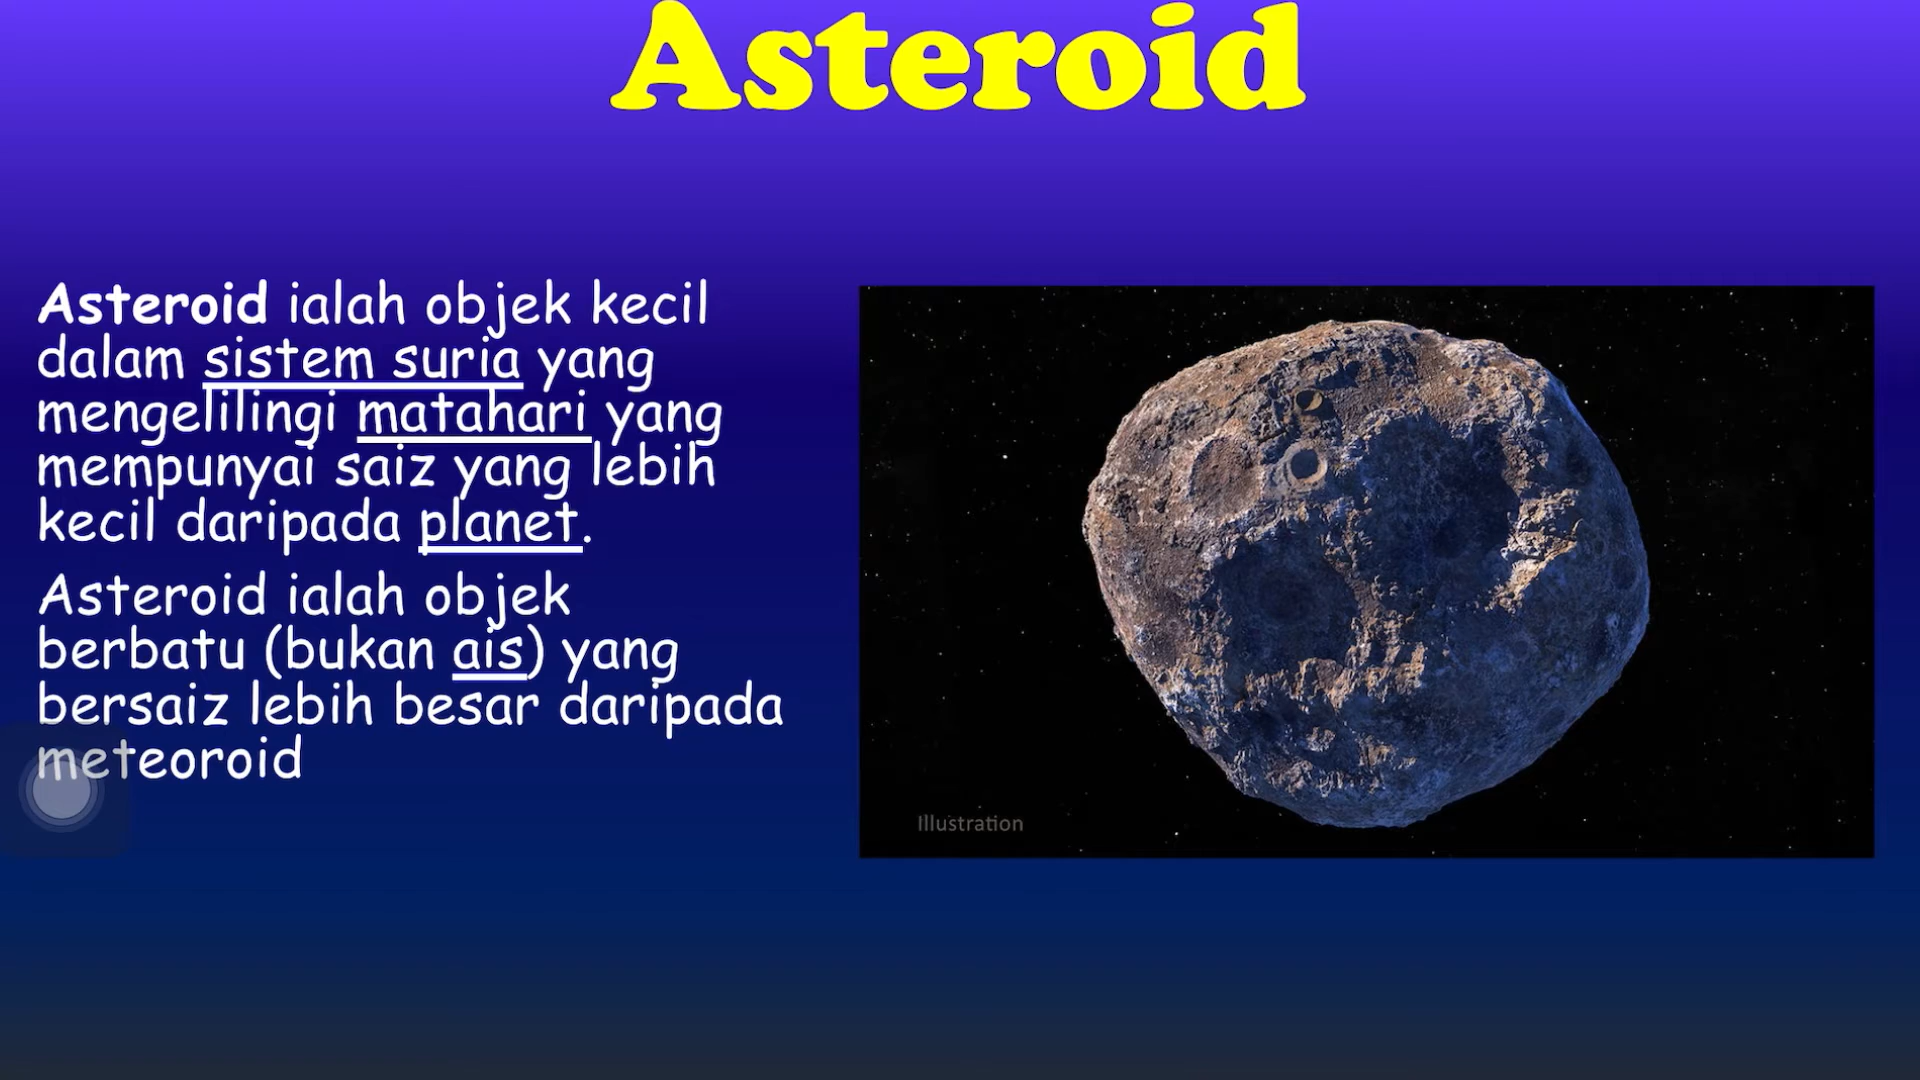 Asteroid
Asteroid ialah objek kecil
dalam sistem suria yang
mengelilingi matahari yang
mempunyai saiz yang lebih
kecil daripada planet.
Asteroid ialah objek
berbatu (bukan ais) yang
bersaiz lebih besar daripada
meteoroid
Illustration